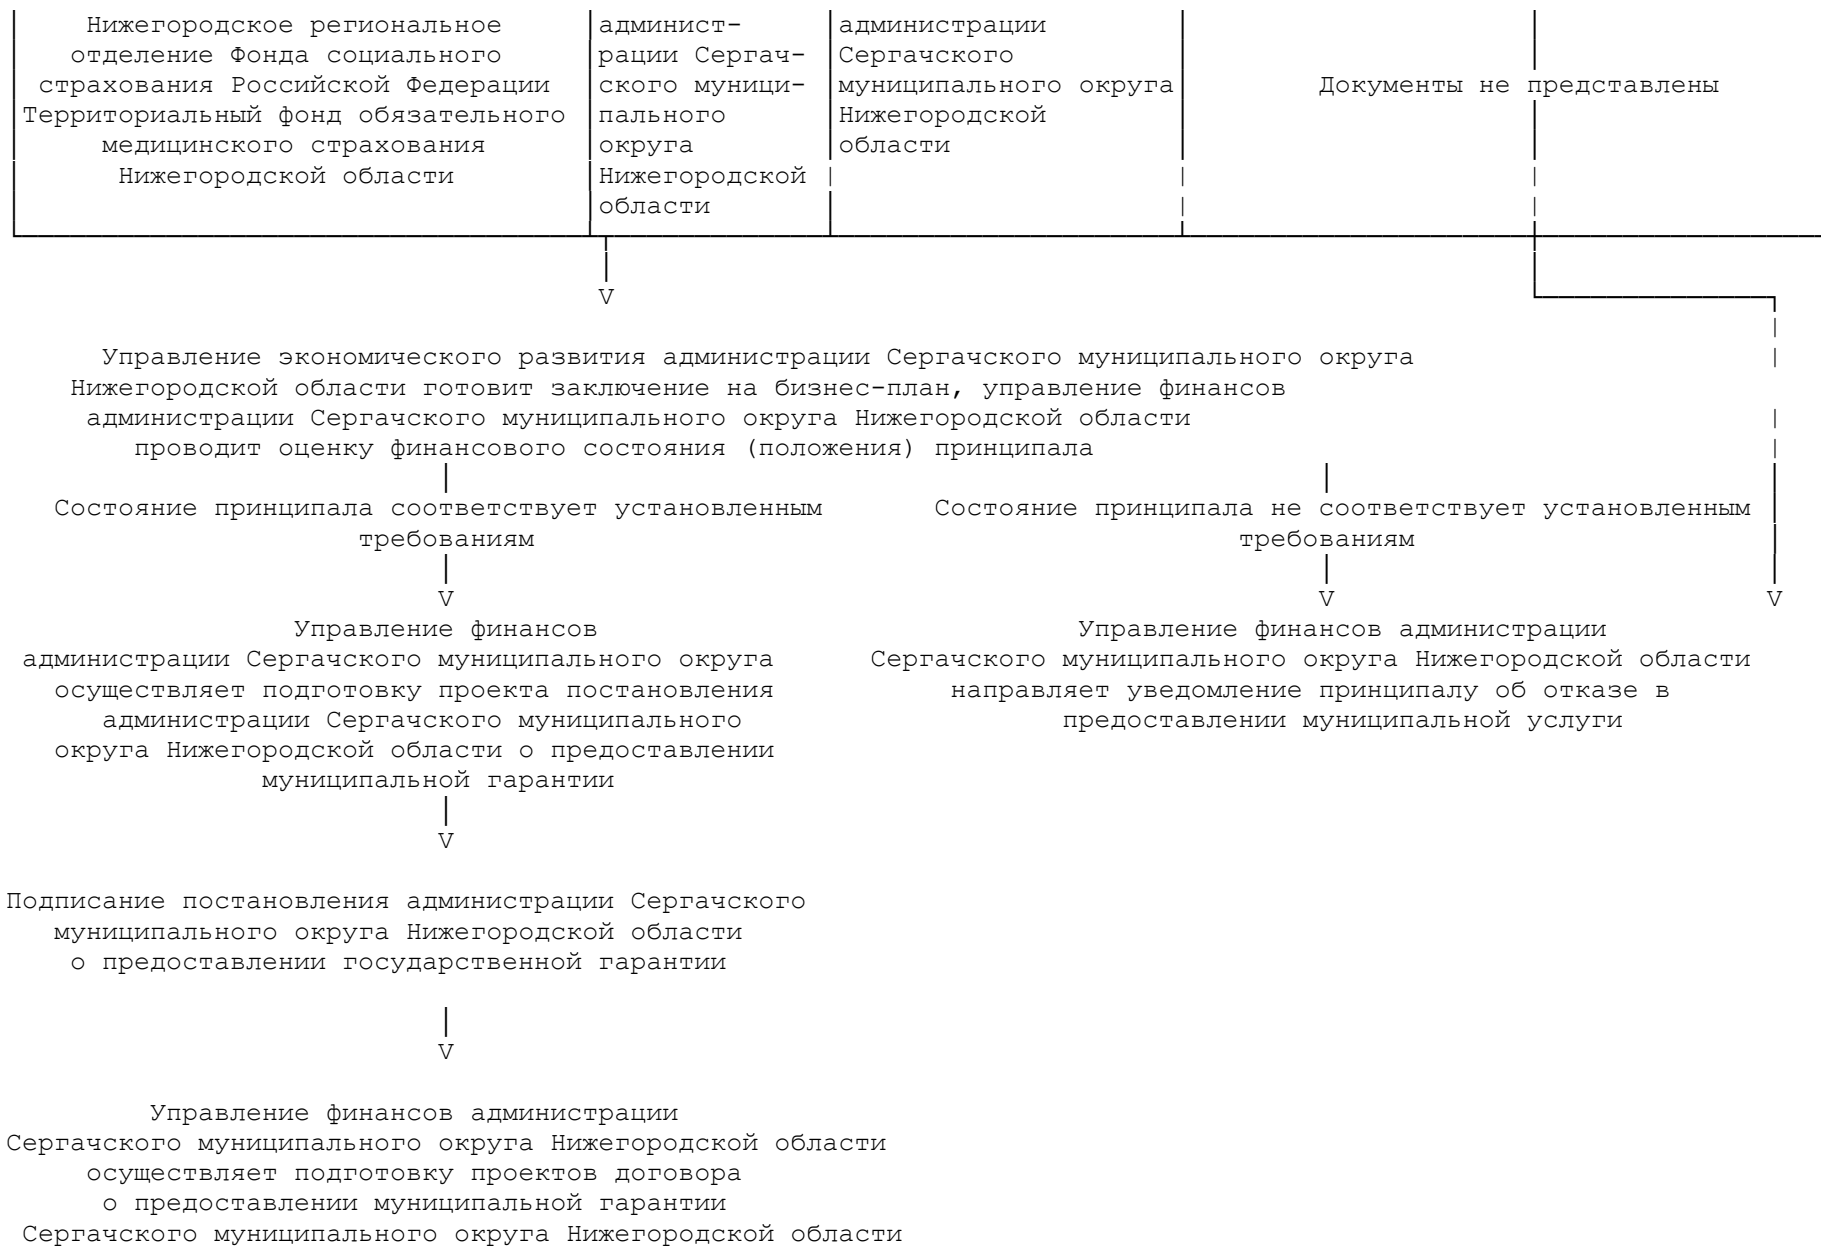 Нижегородское региональное
отделение Фонда социального
страхования Российской Федерации
Территориальный фонд обязательного
медицинского страхования
Нижегородской области
админист-
рации Сергач-
ского муници-
пального
округа
Нижегородской
области
администрации
Сергачского
муниципального округа
Нижегородской
области
Документы не представлены
V
Управление экономического развития администрации Сергачского муниципального округа
Нижегородской области готовит заключение на бизнес-план, управление финансов
администрации Сергачского муниципального округа Нижегородской области
проводит оценку финансового состояния (положения) принципала
Состояние принципала соответствует установленным
требованиям
V
Управление финансов
администрации Сергачского муниципального округа
осуществляет подготовку проекта постановления
администрации Сергачского муниципального
округа Нижегородской области о предоставлении
муниципальной гарантии
V
Подписание постановления администрации Сергачского
муниципального округа Нижегородской области
о предоставлении государственной гарантии
V
Управление финансов администрации
Сергачского муниципального округа Нижегородской области
осуществляет подготовку проектов договора
о предоставлении муниципальной гарантии
Сергачского муниципального округа Нижегородской области
Состояние принципала не соответствует установленным
требованиям
V V
Управление финансов администрации
Сергачского муниципального округа Нижегородской области
направляет уведомление принципалу об отказе в
предоставлении муниципальной услуги